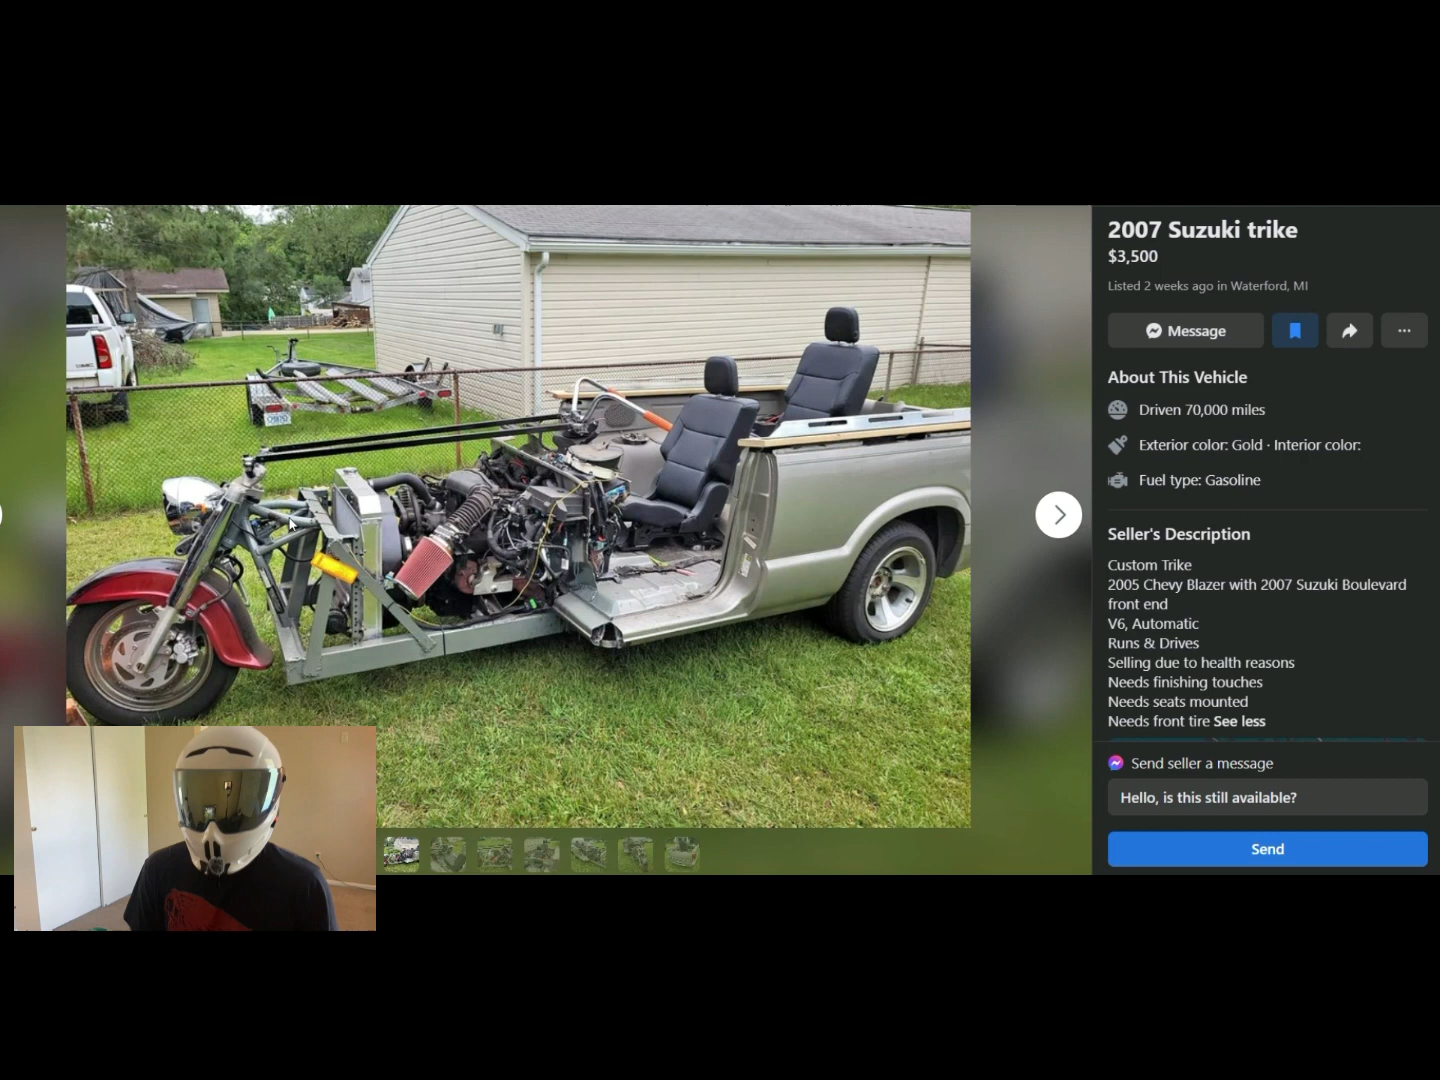 2007 Suzuki trike
$3,500
Listed 2 weeks ago in Waterford, MI
Message
About This Vehicle
Driven 70,000 miles
Exterior color: Gold · Interior color:
Fuel type: Gasoline
Seller's Description
Custom Trike
2005 Chevy Blazer with 2007 Suzuki Boulevard
front end
V6, Automatic
Runs & Drives
Selling due to health reasons
Needs finishing touches
Needs seats mounted
Needs front tire See less
Send seller a message
Hello, is this still available?
Send